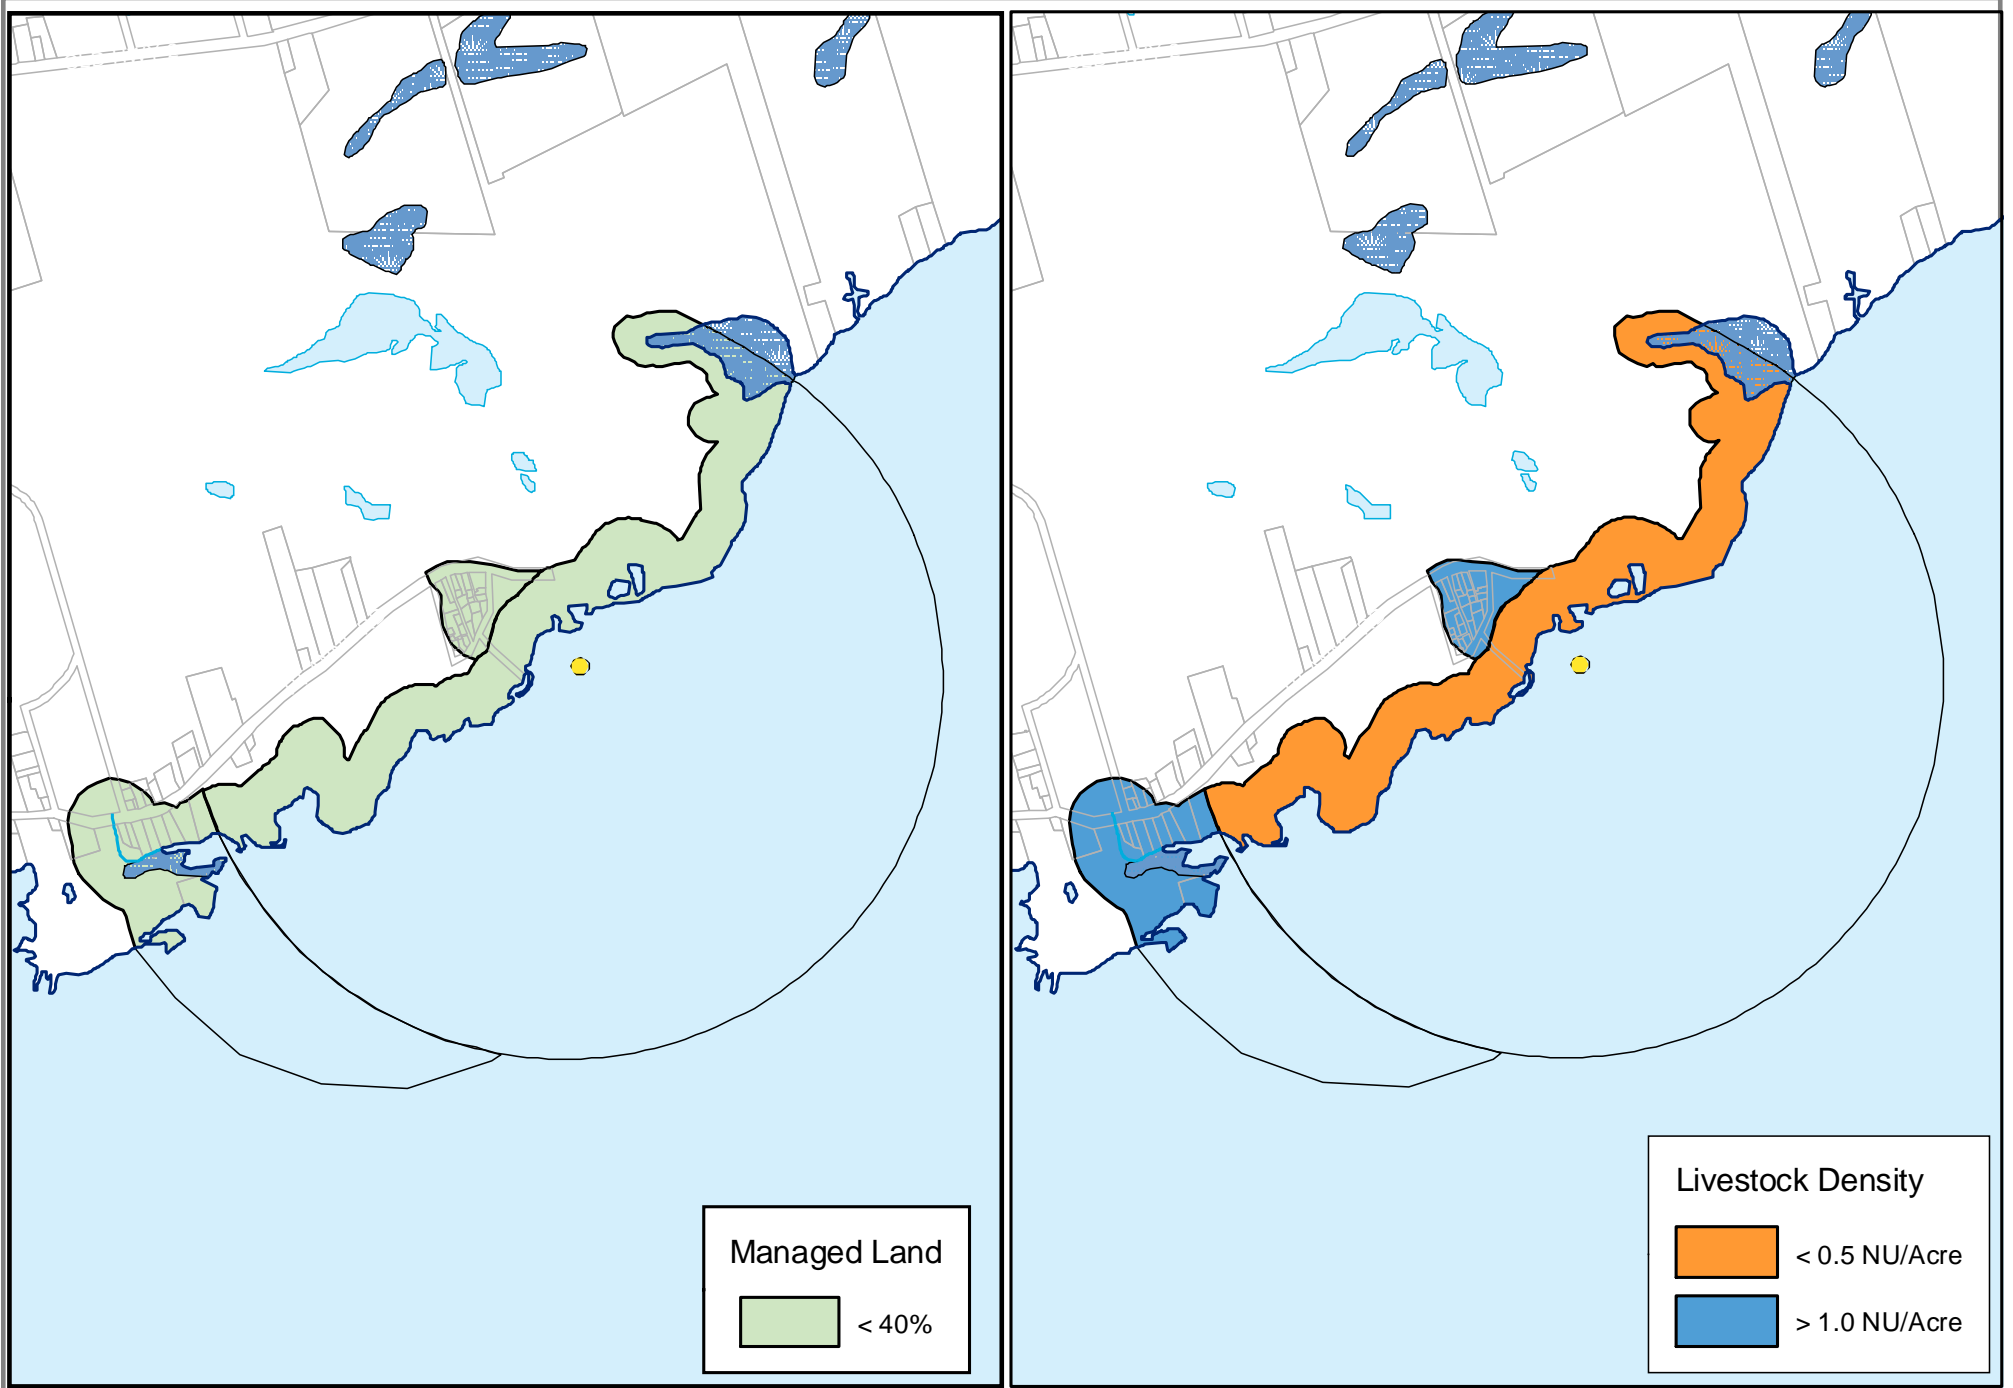 Managed Land
< 40%
Livestock Density
< 0.5 NU/Acre
> 1.0 NU/Acre